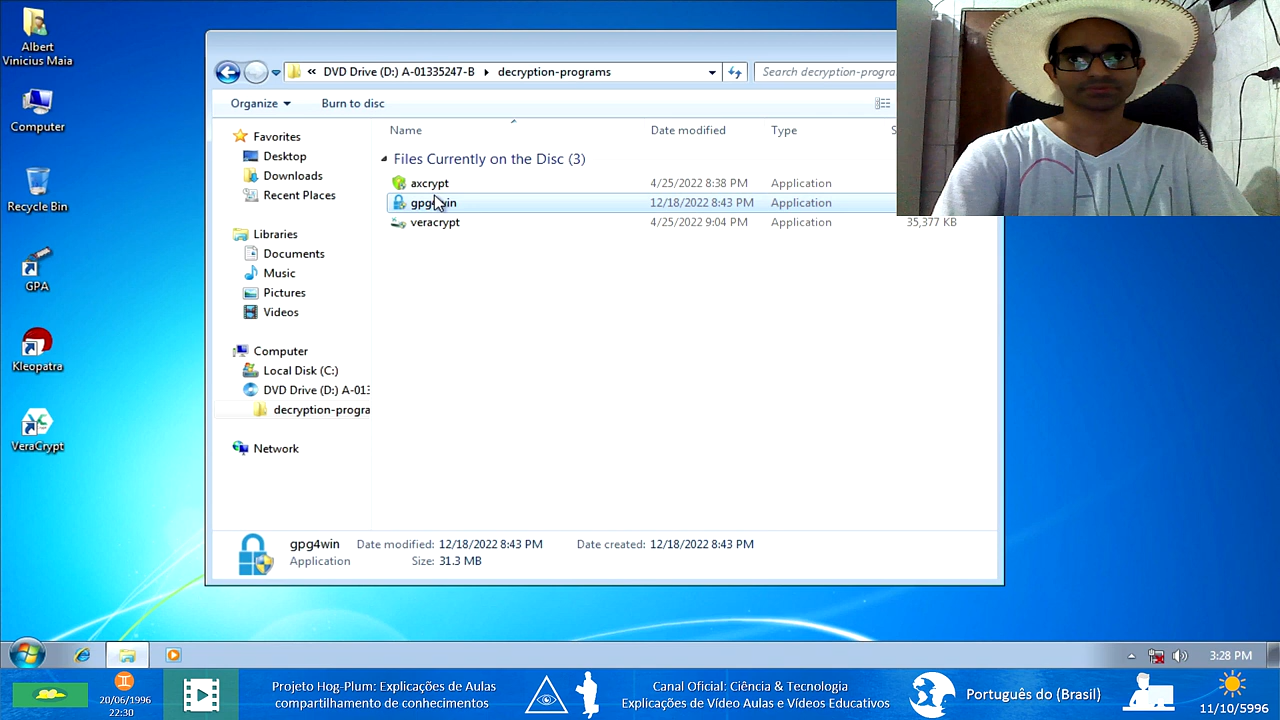 Albert
Vinicius Maia
Computer
Recycle Bin
GPA
Kleopatra
VeraCrypt
« DVD Drive (D:) A-01335247-B ▸ decryption-programs
Search decryption-progra
Organize
Burn to disc
Favorites
Desktop
Downloads
Recent Places
Libraries
Documents
Music
Pictures
Videos
Computer
Local Disk (C:)
DVD Drive (D:) A-013
decryption-progra
Network
Name Date modified Type S
Files Currently on the Disc (3)
axcrypt 4/25/2022 8:38 PM Application
gpg4win 12/18/2022 8:43 PM Application
veracrypt 4/25/2022 9:04 PM Application 35,377 KB
gpg4win Date modified: 12/18/2022 8:43 PM Date created: 12/18/2022 8:43 PM
Application Size: 31.3 MB
3:28 PM
20/06/1996
22:30
Projeto Hog-Plum: Explicações de Aulas
compartilhamento de conhecimentos
Canal Oficial: Ciência & Tecnologia
Explicações de Vídeo Aulas e Vídeos Educativos
Português do (Brasil)
11/10/5996